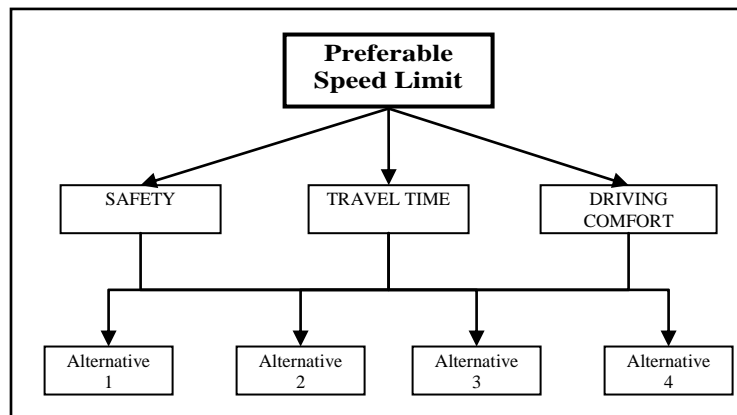 Preferable
Speed Limit
SAFETY
TRAVEL TIME
DRIVING
COMFORT
Alternative
1
Alternative
2
Alternative
3
Alternative
4